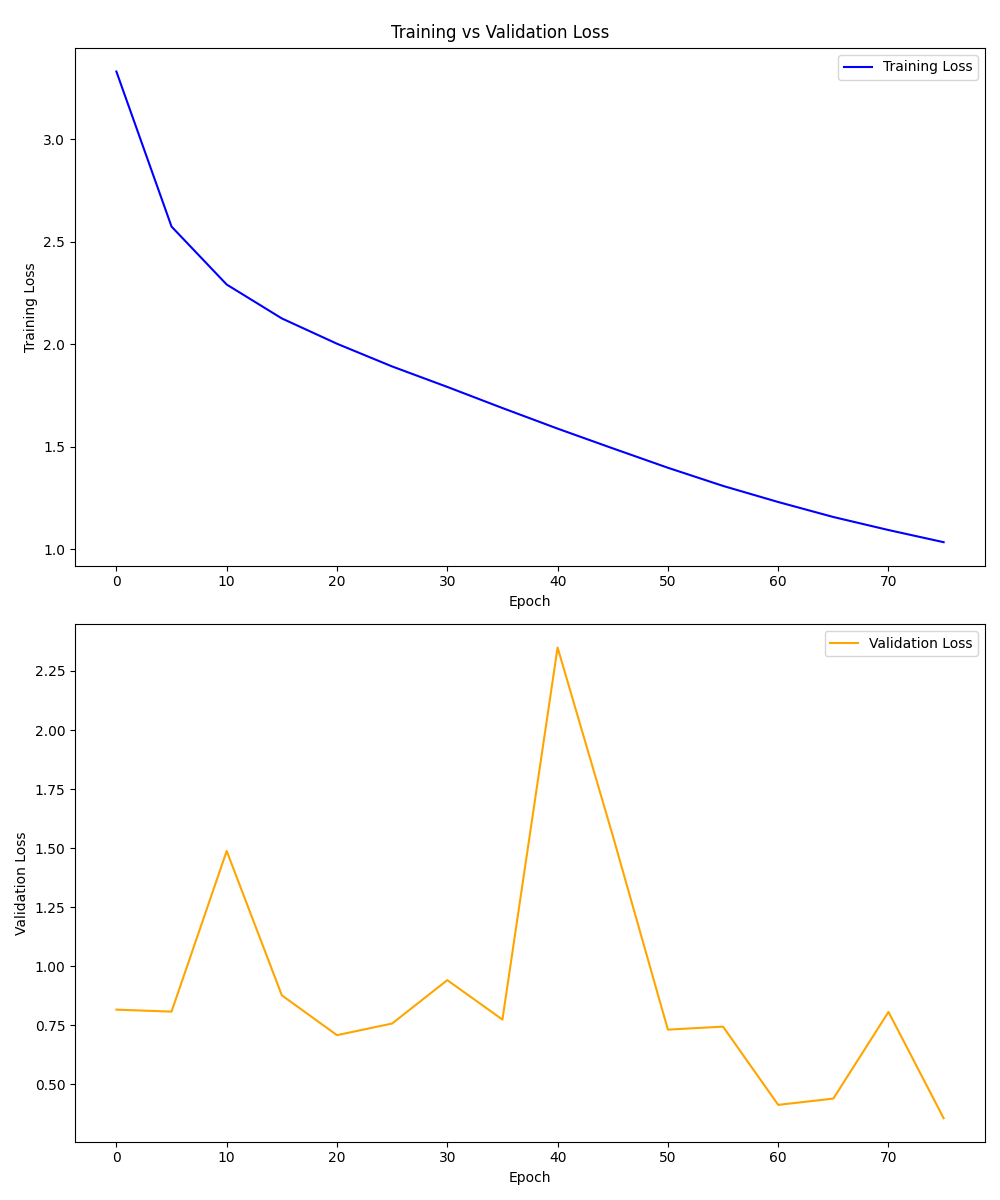 Training vs Validation Loss
Training Loss
3.0
2.5
2.0
1.5
1.0
Training Loss
0 10 20 30 40 50 60 70
Epoch
Validation Loss
2.25
2.00
1.75
1.50
1.25
1.00
0.75
0.50
Validation Loss
0 10 20 30 40 50 60 70
Epoch